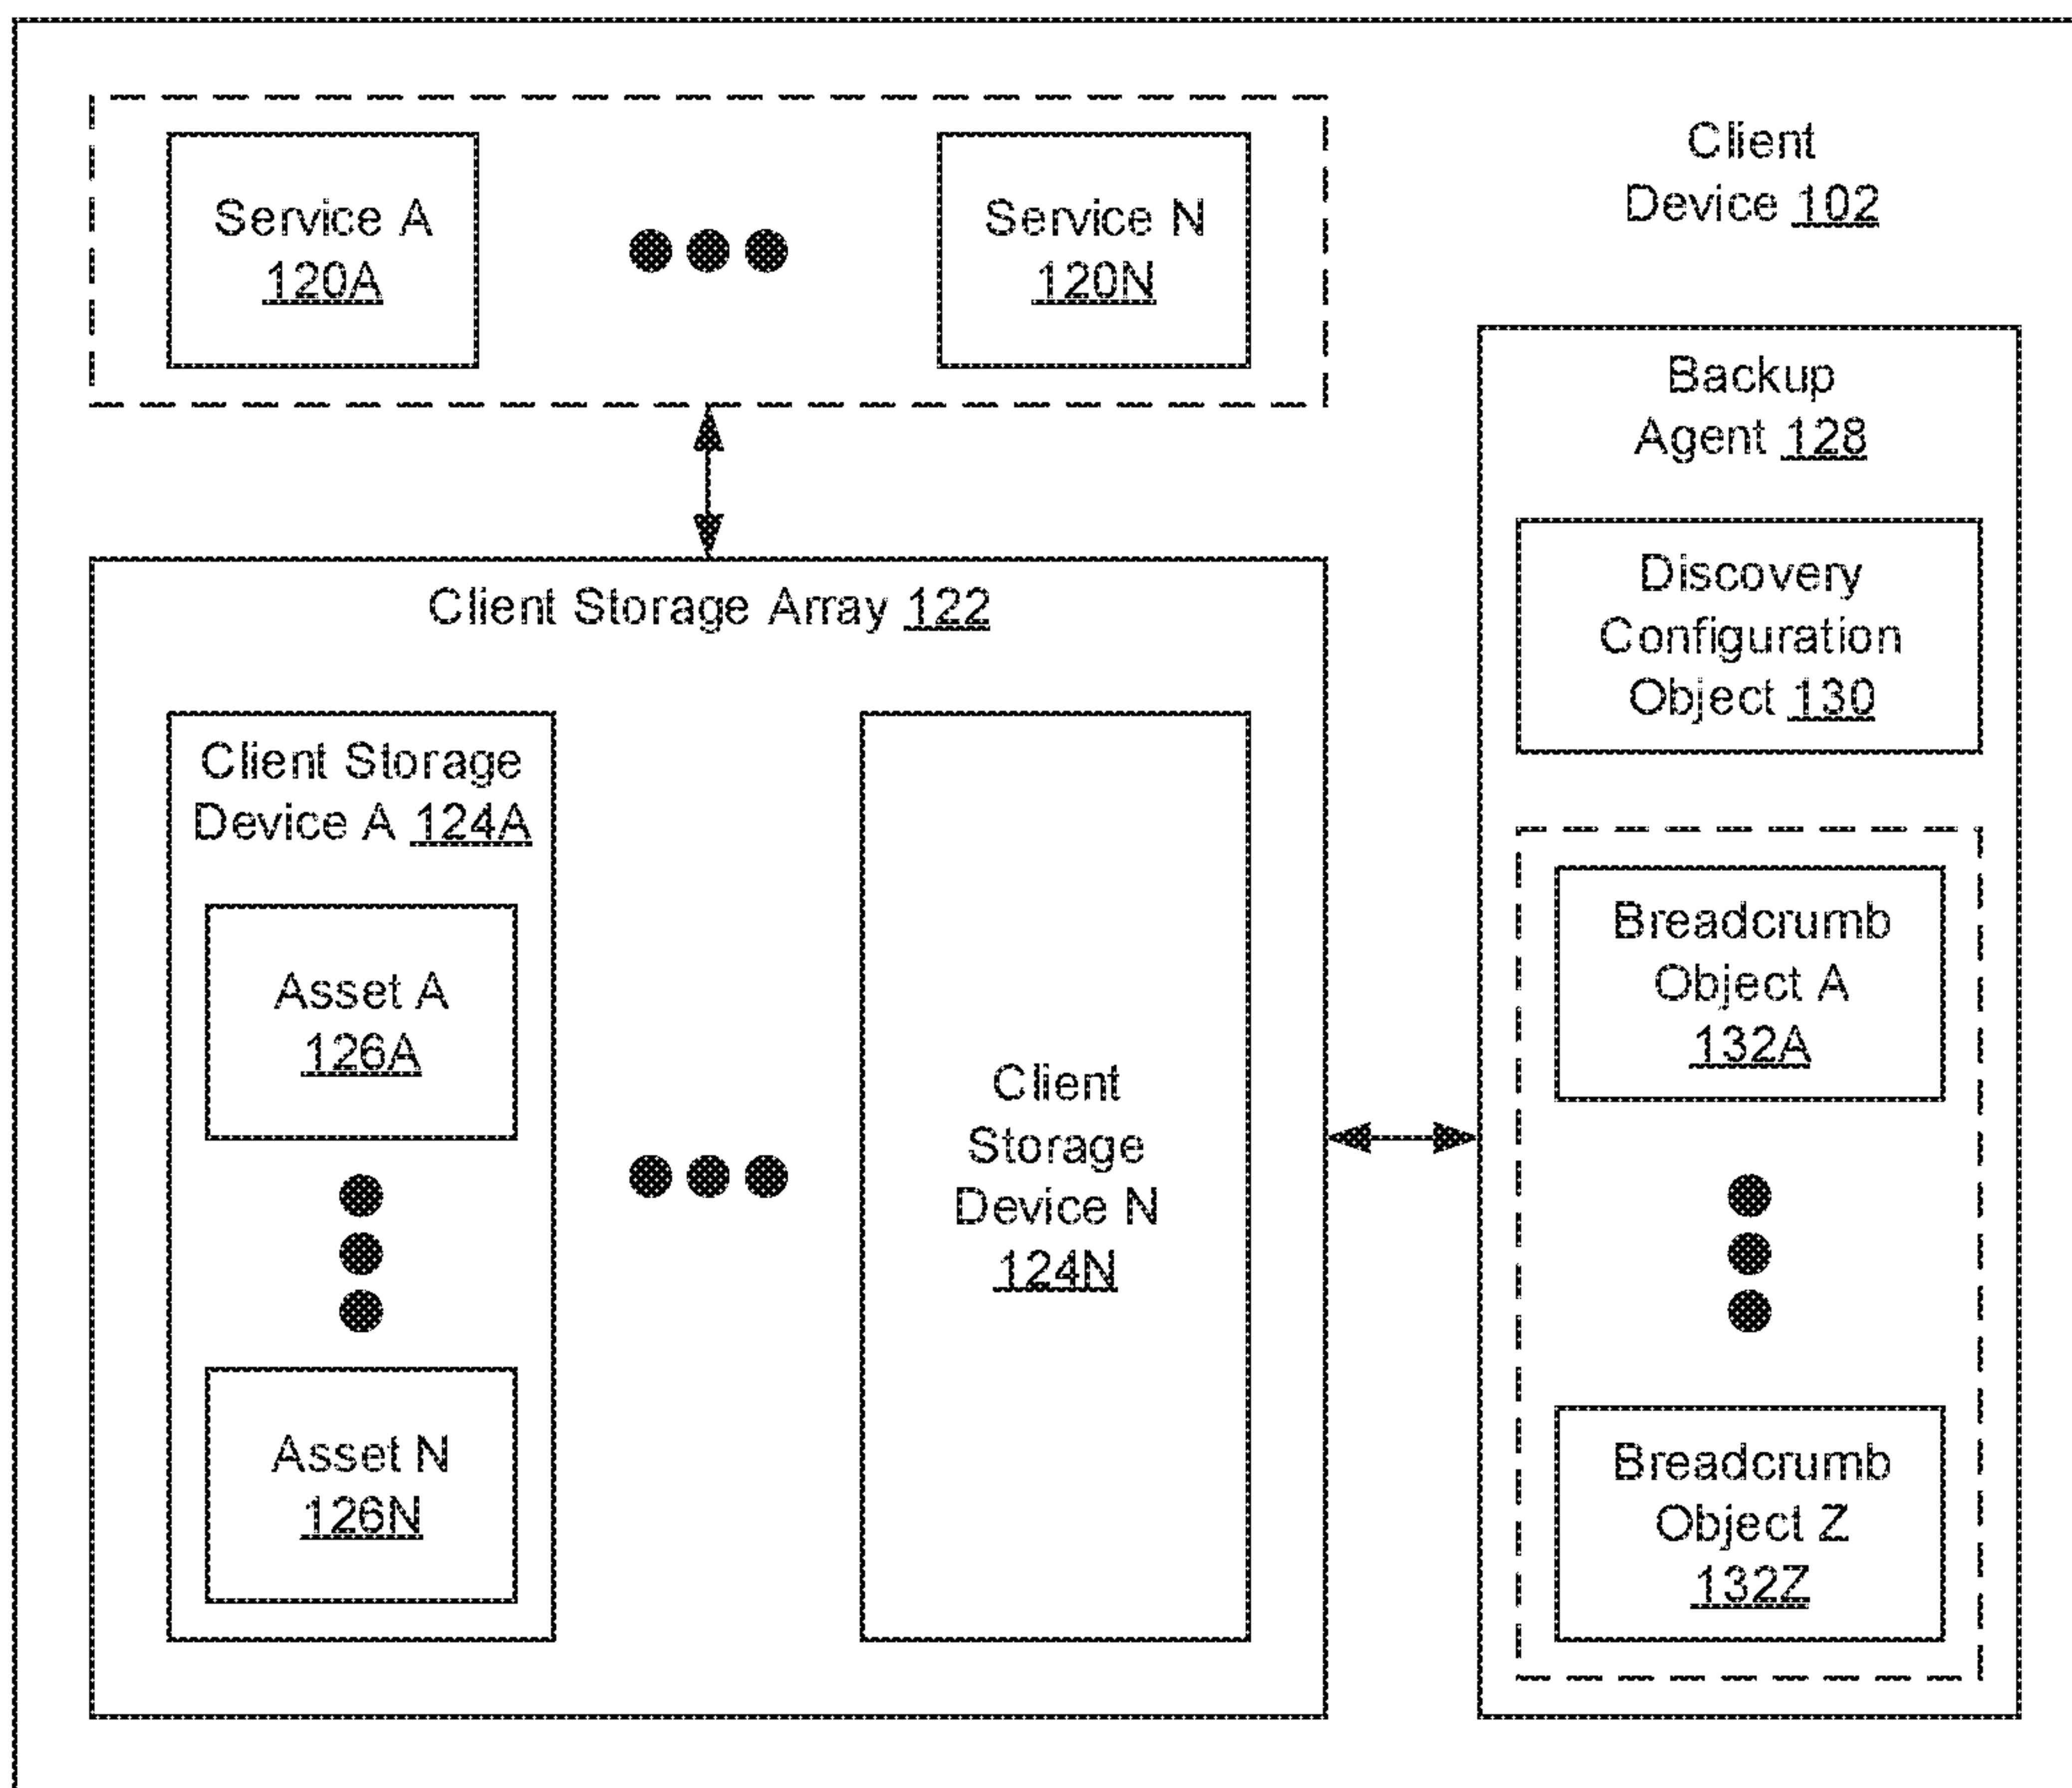 Service A
120A
Service N
120N
Client
Device 102
Client Storage Array 122
Client Storage
Device A 124A
Asset A
126A
Asset N
126N
Client
Storage
Device N
124N
Backup
Agent 128
Discovery
Configuration
Object 130
Breadcrumb
Object A
132A
Breadcrumb
Object Z
132Z